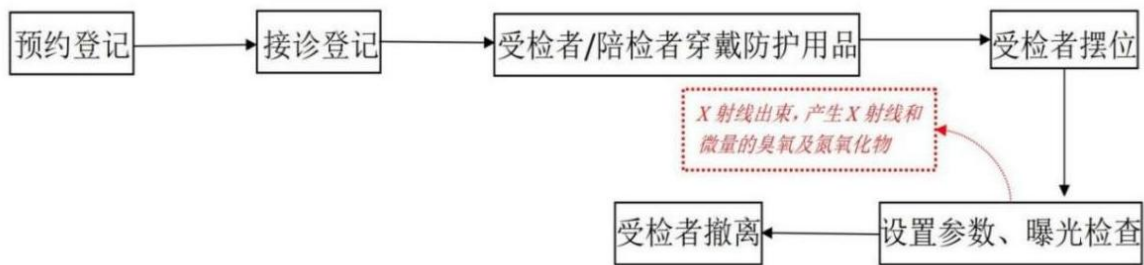 预约登记
接诊登记
受检者/陪检者穿戴防护用品
受检者摆位
X 射线出束，产生 X 射线和
微量的臭氧及氮氧化物
受检者撤离
设置参数、曝光检查